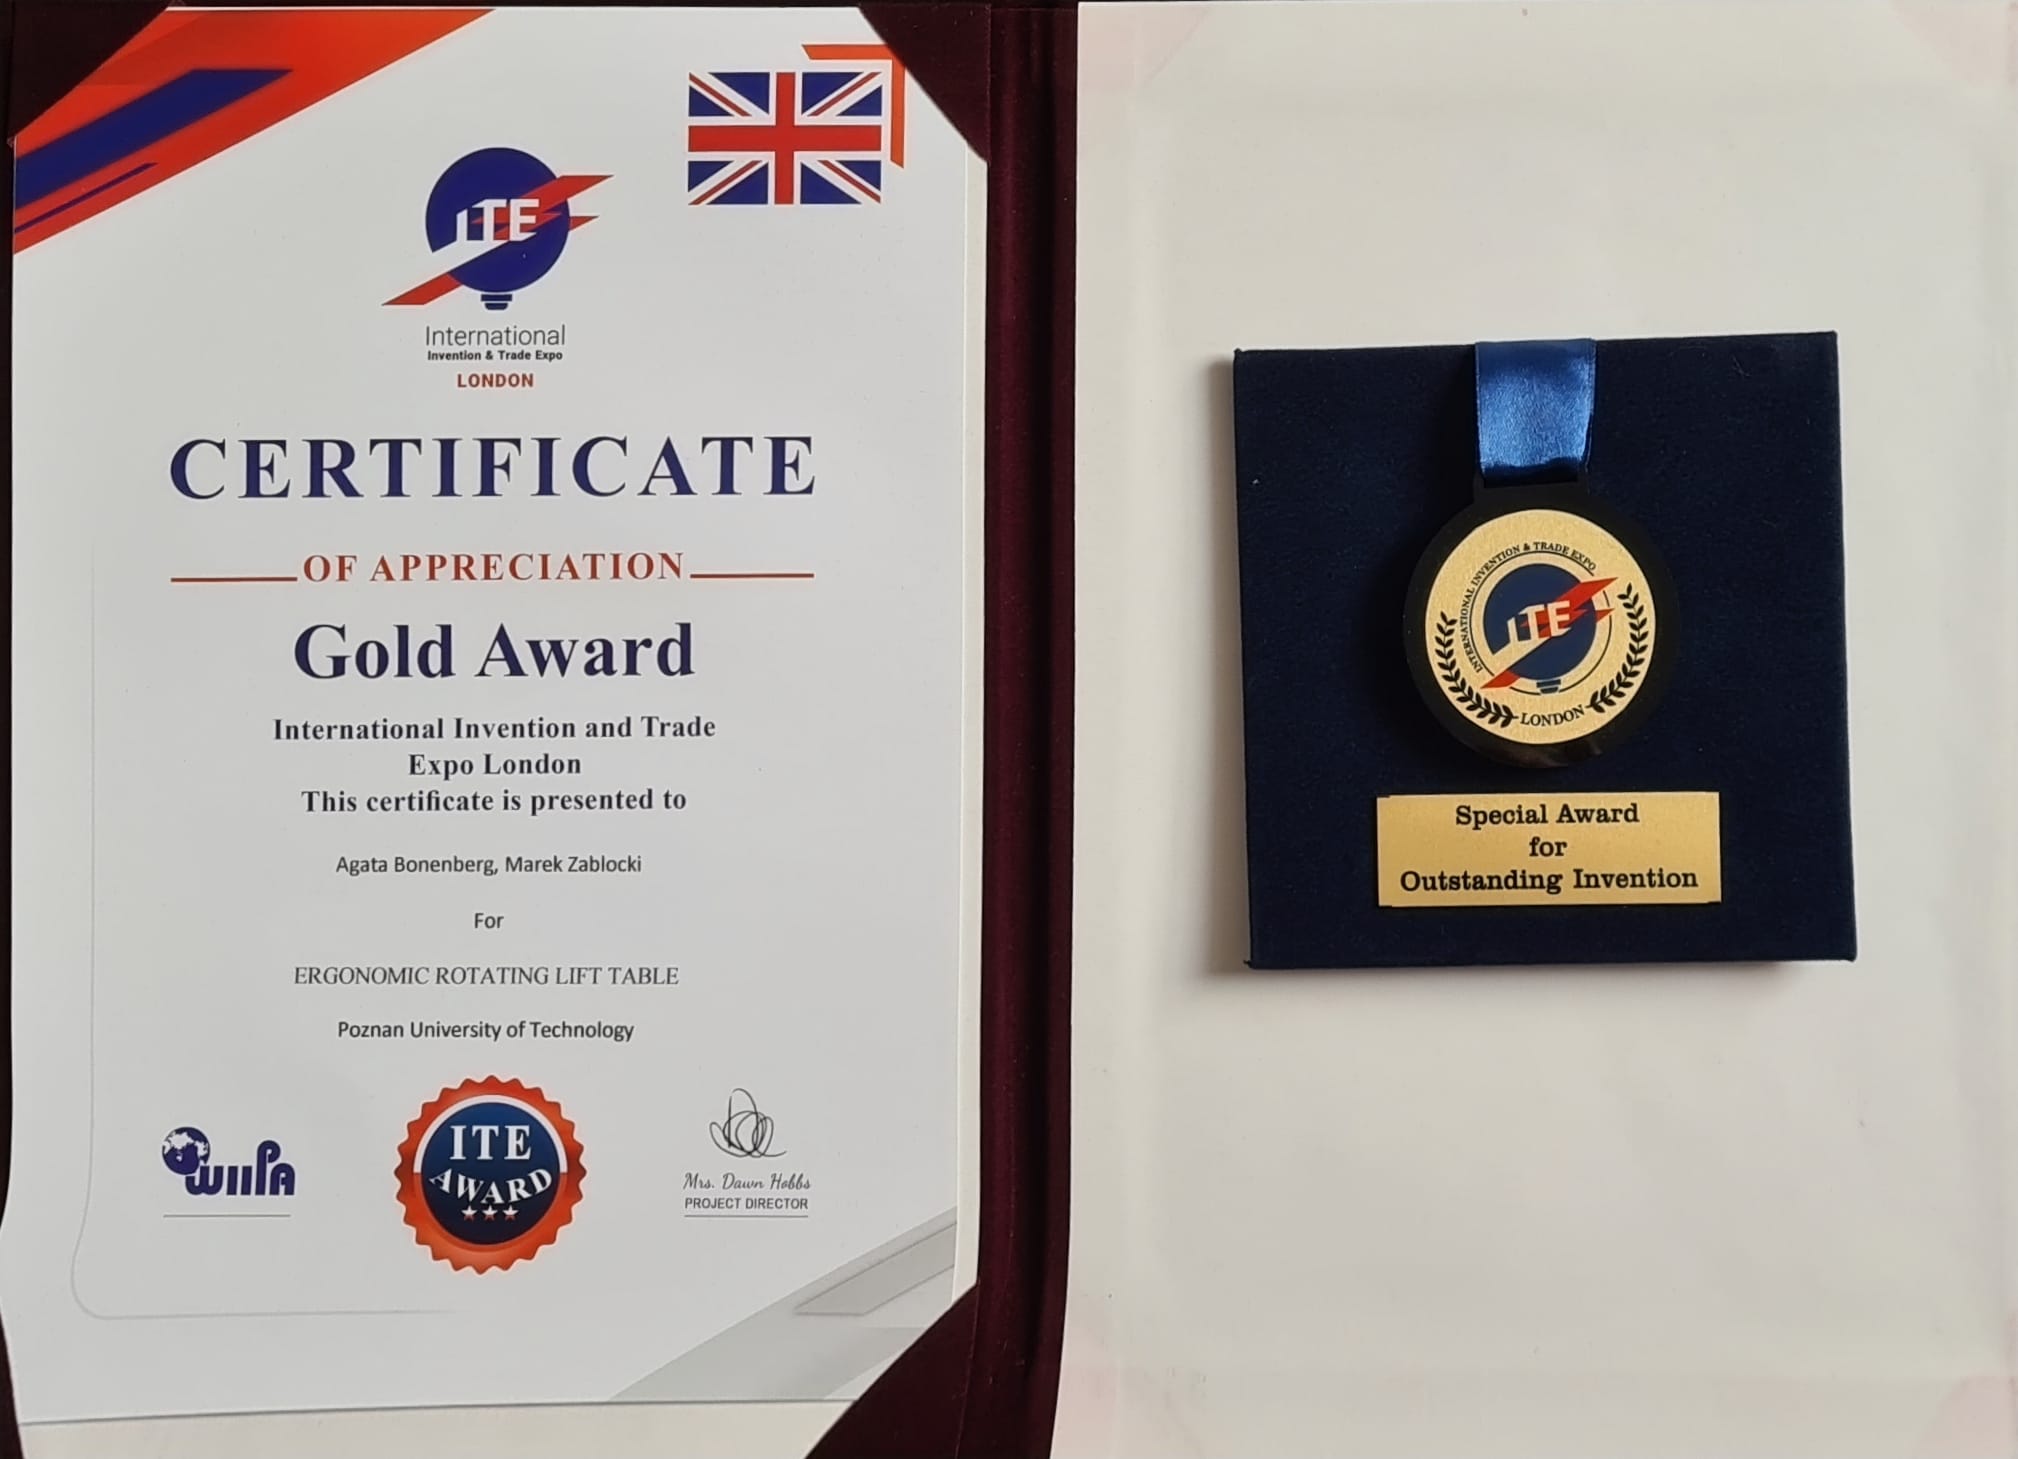 ITE
International
Invention & Trade Expo
LONDON
CERTIFICATE
OF APPRECIATION
Gold Award
International Invention and Trade
Expo London
This certificate is presented to
Agata Bonenberg, Marek Zablocki
For
ERGONOMIC ROTATING LIFT TABLE
Poznan University of Technology
WIIPA
ITE
AWARD
Mrs. Dawn Hobbs
PROJECT DIRECTOR
INTERNATIONAL INVENTION & TRADE EXPO
ITE
LONDON
Special Award
for
Outstanding Invention